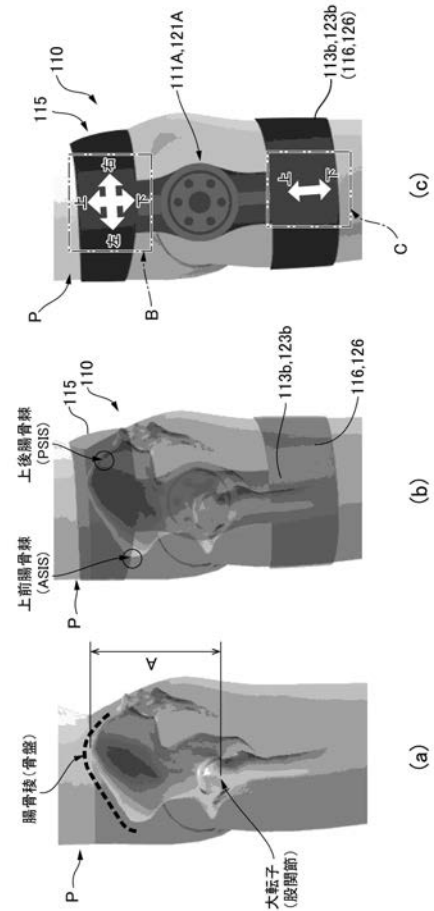 P
腸骨稜(骨盤)
A
大転子
(股関節)
(a)
P
上前腸骨棘
(ASIS)
上後腸骨棘
(PSIS)
115
110
113b,123b
116,126
(b)
P
115
110
上
左 右
下
B
111A,121A
上
下
113b,123b
(116,126)
C
(c)